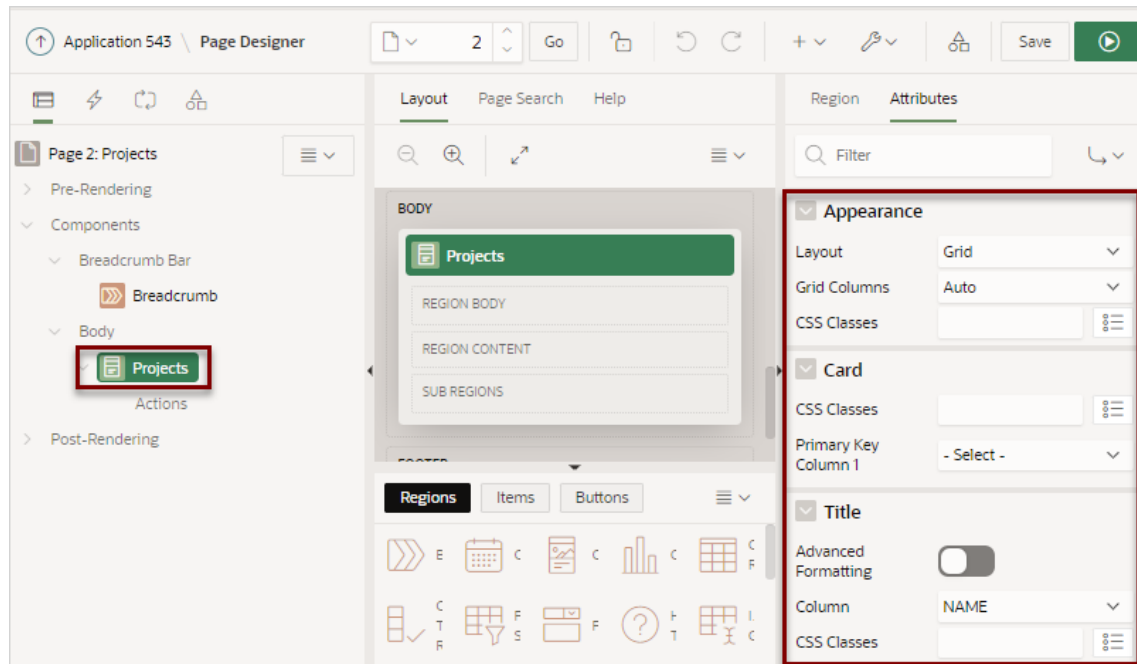 Application 543 \ Page Designer
2
Go
Save
Page 2: Projects
Pre-Rendering
Components
Breadcrumb Bar
Breadcrumb
Body
Projects
Actions
Post-Rendering
Layout Page Search Help
BODY
Projects
REGION BODY
REGION CONTENT
SUB REGIONS
FOOTER
Regions Items Buttons
E C C C C
F
C F F H I
T S T C
F
Region Attributes
Filter
Appearance
Layout Grid
Grid Columns Auto
CSS Classes
Card
CSS Classes
Primary Key
Column 1 - Select -
Title
Advanced
Formatting
Column NAME
CSS Classes